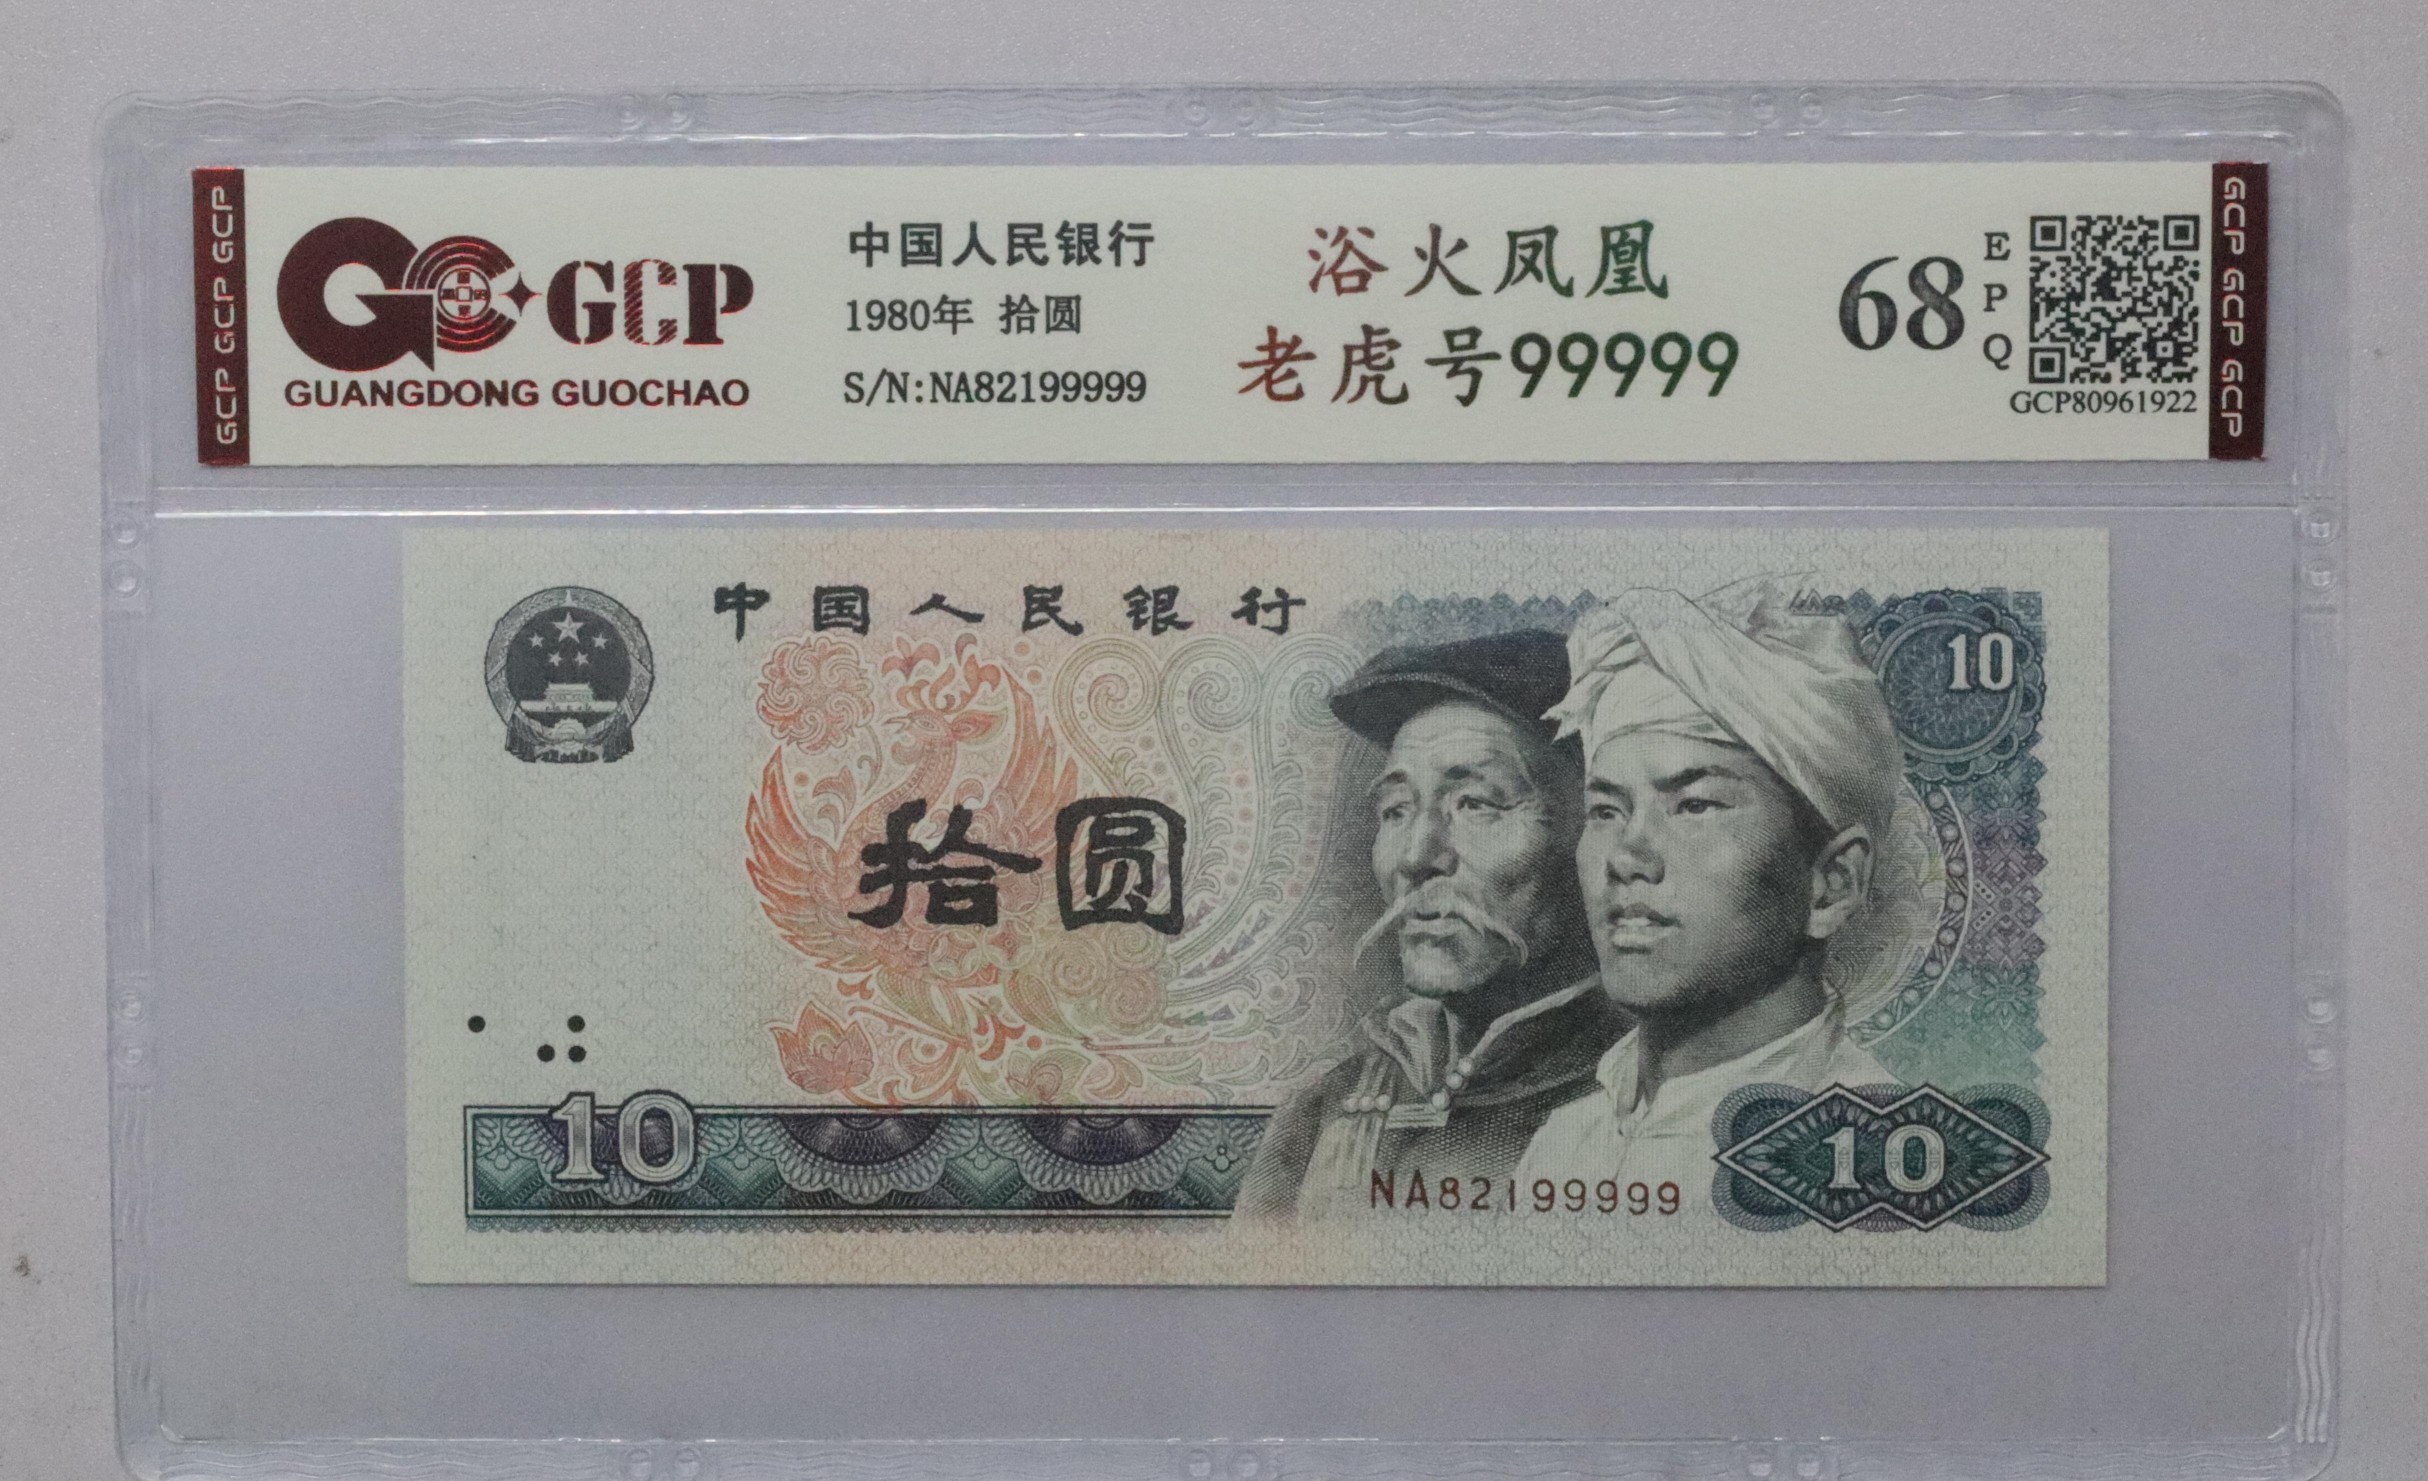 GCP GCP GCP
GCP
GUANGDONG GUOCHAO
中国人民银行
1980年 拾圆
S/N:NA82199999
浴火凤凰
老虎号99999
68
EPQ
GCP80961922
GCP GCP GCP
中国人民银行
10
拾圆
10
NA82199999
10